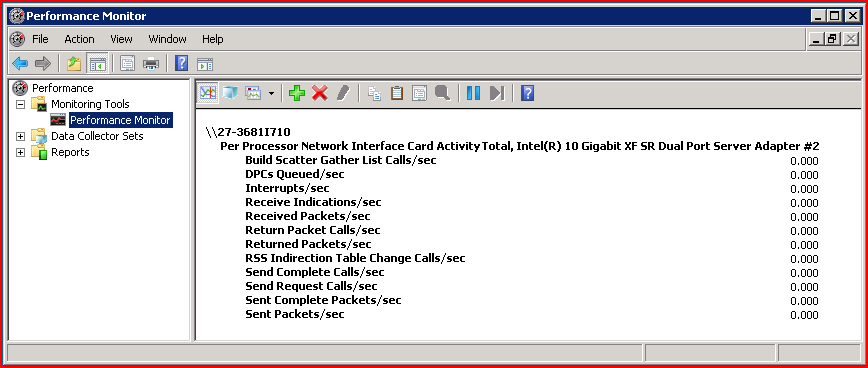 Performance Monitor
File Action View Window Help
Performance
Monitoring Tools
Performance Monitor
Data Collector Sets
Reports
\\27-3681I710
Per Processor Network Interface Card Activity Total, Intel(R) 10 Gigabit XF SR Dual Port Server Adapter #2
Build Scatter Gather List Calls/sec 0.000
DPCs Queued/sec 0.000
Interrupts/sec 0.000
Receive Indications/sec 0.000
Received Packets/sec 0.000
Return Packet Calls/sec 0.000
Returned Packets/sec 0.000
RSS Indirection Table Change Calls/sec 0.000
Send Complete Calls/sec 0.000
Send Request Calls/sec 0.000
Sent Complete Packets/sec 0.000
Sent Packets/sec 0.000